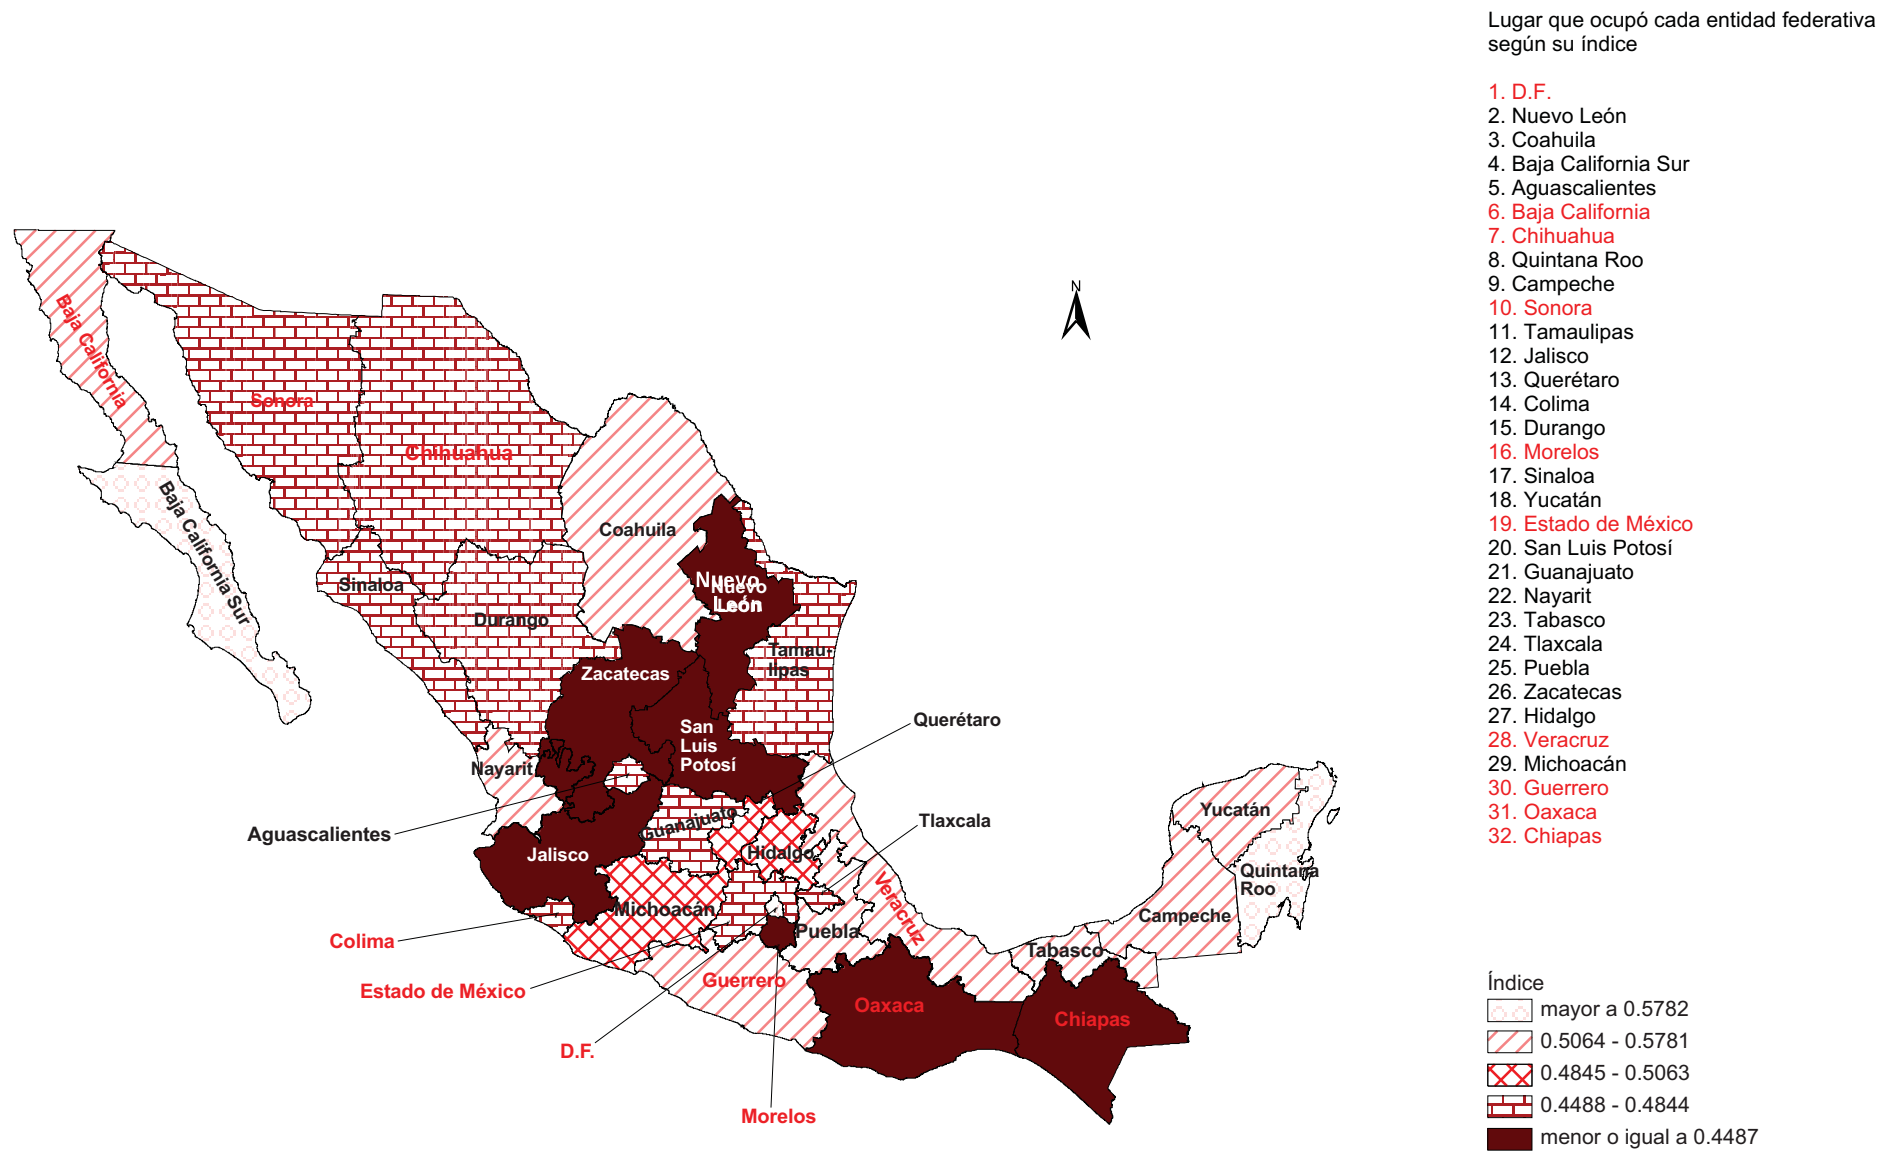 Lugar que ocupó cada entidad federativa
según su índice
1. D.F.
2. Nuevo León
3. Coahuila
4. Baja California Sur
5. Aguascalientes
6. Baja California
7. Chihuahua
8. Quintana Roo
9. Campeche
10. Sonora
11. Tamaulipas
12. Jalisco
13. Querétaro
14. Colima
15. Durango
16. Morelos
17. Sinaloa
18. Yucatán
19. Estado de México
20. San Luis Potosí
21. Guanajuato
22. Nayarit
23. Tabasco
24. Tlaxcala
25. Puebla
26. Zacatecas
27. Hidalgo
28. Veracruz
29. Michoacán
30. Guerrero
31. Oaxaca
32. Chiapas
N
Baja California
Sonora
Chihuahua
Baja California Sur
Coahuila
Sinaloa
Nuevo
León
Nuevo
León
Durango
Tamau-
lipas
Zacatecas
San
Luis
Potosí
Querétaro
Nayarit
Aguascalientes
Guanajuato
Tlaxcala
Yucatán
Jalisco
Hidalgo
Quintana
Roo
Michoacán
Veracruz
Campeche
Colima
Puebla
Tabasco
Estado de México
Guerrero
Oaxaca
Chiapas
D.F.
Morelos
Índice
mayor a 0.5782
0.5064 - 0.5781
0.4845 - 0.5063
0.4488 - 0.4844
menor o igual a 0.4487